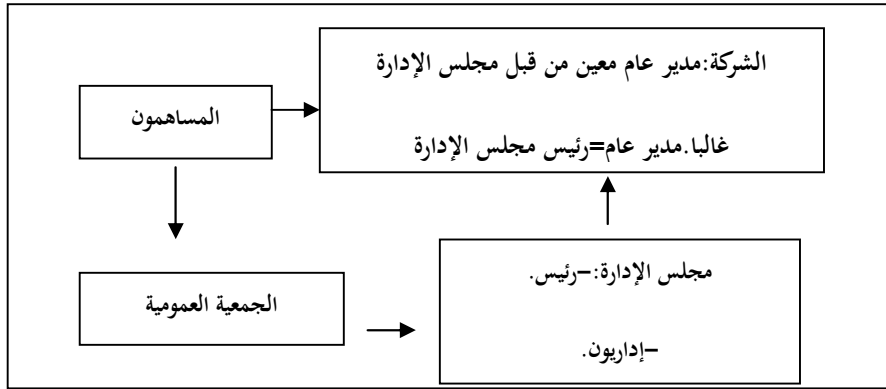 الشركة:مدير عام معين من قبل مجلس الإدارة
غالبا.مدير عام=رئيس مجلس الإدارة
المساهمون
الجمعية العمومية
مجلس الإدارة:–رئيس.
–إداريون.